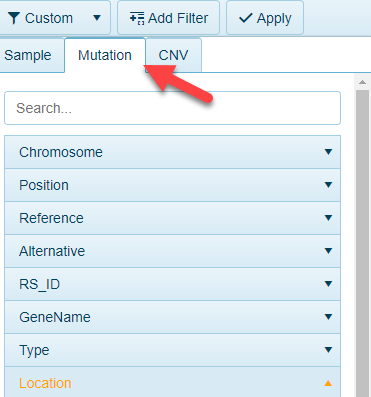 Custom Add Filter Apply
Sample Mutation CNV
Search...
Chromosome
Position
Reference
Alternative
RS_ID
GeneName
Type
Location